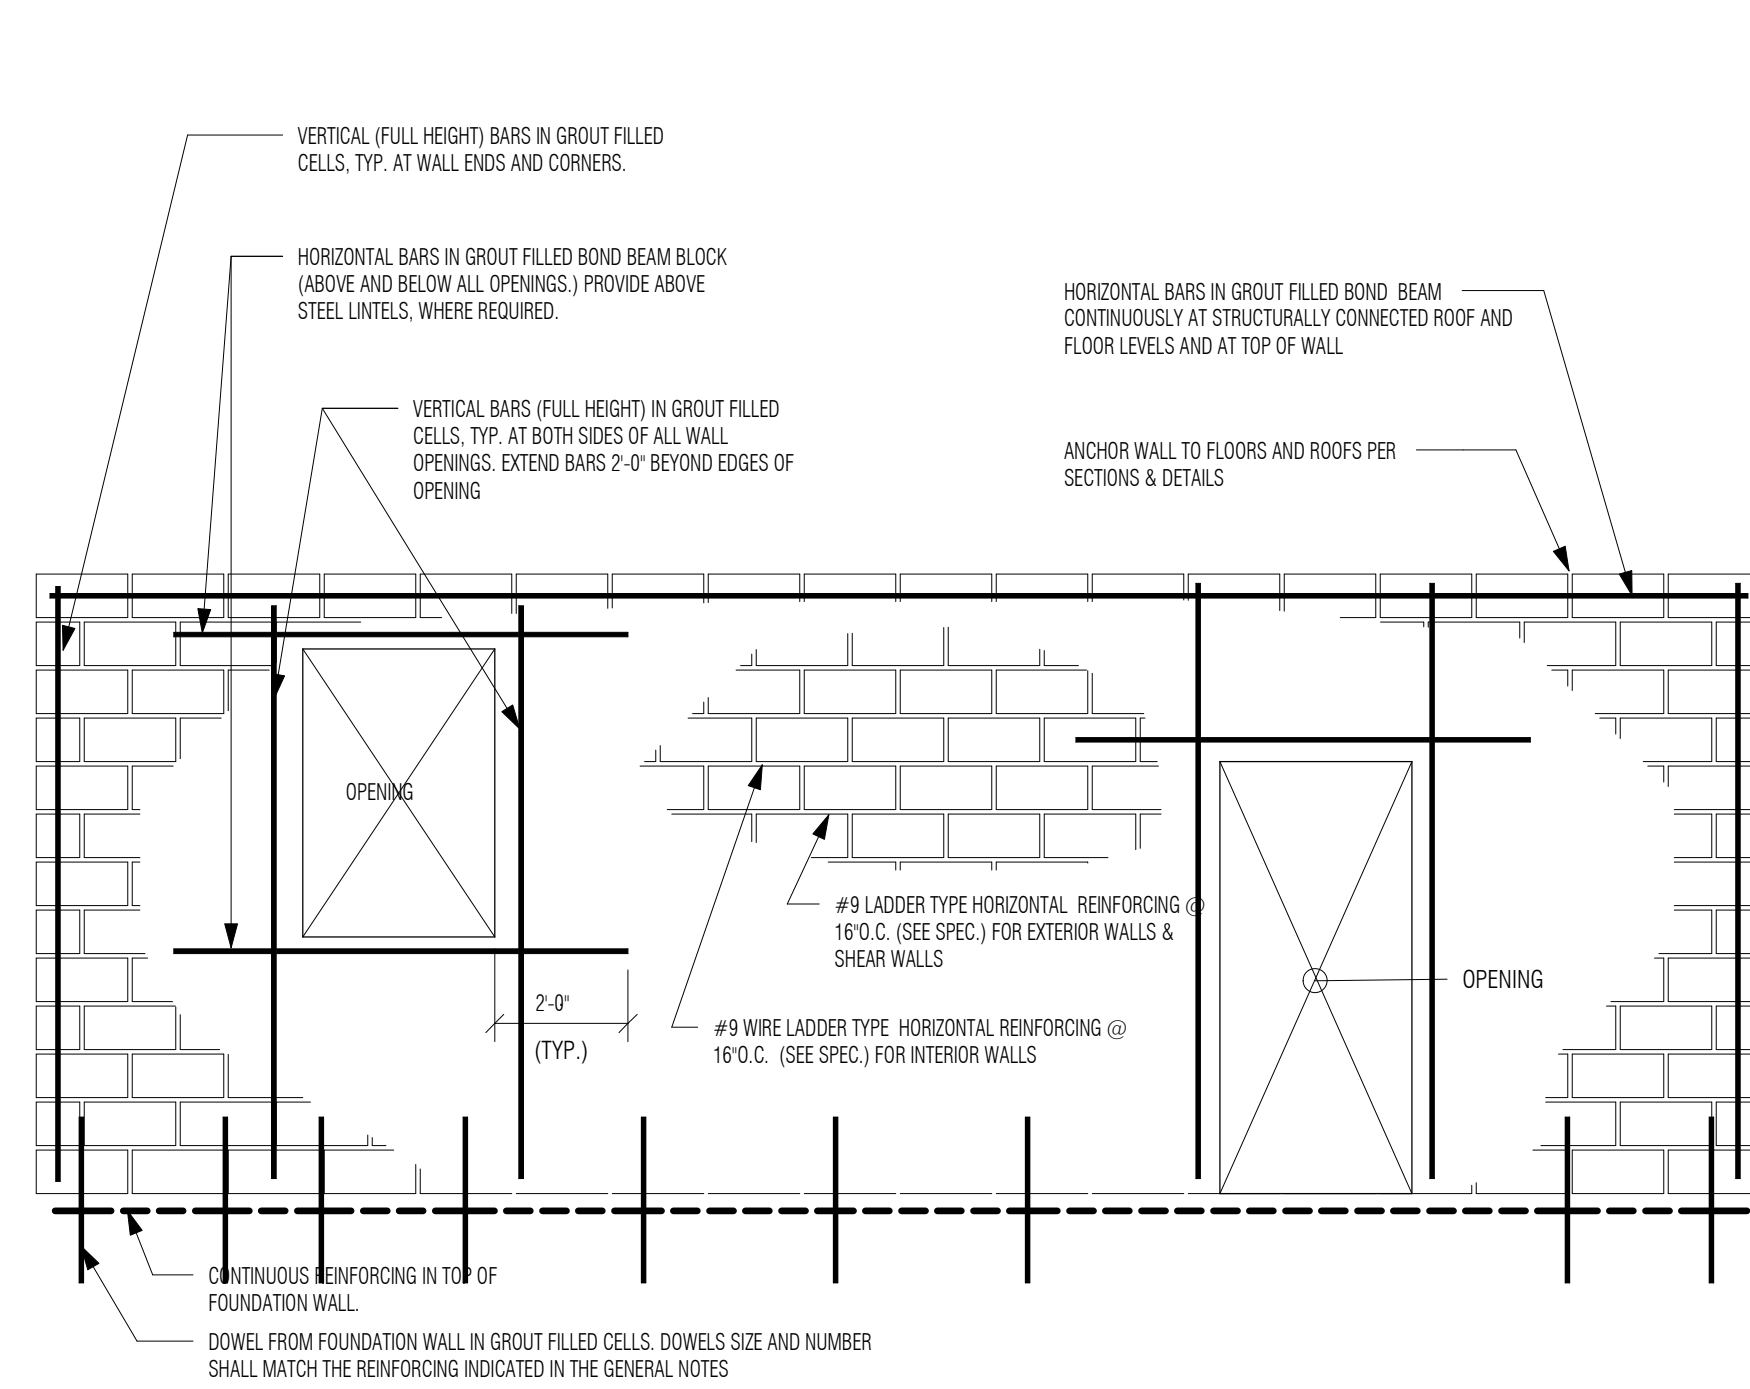 VERTICAL (FULL HEIGHT) BARS IN GROUT FILLED
CELLS, TYP. AT WALL ENDS AND CORNERS.
HORIZONTAL BARS IN GROUT FILLED BOND BEAM BLOCK
(ABOVE AND BELOW ALL OPENINGS.) PROVIDE ABOVE
STEEL LINTELS, WHERE REQUIRED.
HORIZONTAL BARS IN GROUT FILLED BOND BEAM
CONTINUOUSLY AT STRUCTURALLY CONNECTED ROOF AND
FLOOR LEVELS AND AT TOP OF WALL
VERTICAL BARS (FULL HEIGHT) IN GROUT FILLED
CELLS, TYP. AT BOTH SIDES OF ALL WALL
OPENINGS. EXTEND BARS 2'-0" BEYOND EDGES OF
OPENING
ANCHOR WALL TO FLOORS AND ROOFS PER
SECTIONS & DETAILS
OPENING
#9 LADDER TYPE HORIZONTAL REINFORCING @
16"O.C. (SEE SPEC.) FOR EXTERIOR WALLS &
SHEAR WALLS
OPENING
2'-0"
(TYP.)
#9 WIRE LADDER TYPE HORIZONTAL REINFORCING @
16"O.C. (SEE SPEC.) FOR INTERIOR WALLS
CONTINUOUS REINFORCING IN TOP OF
FOUNDATION WALL.
DOWEL FROM FOUNDATION WALL IN GROUT FILLED CELLS. DOWELS SIZE AND NUMBER
SHALL MATCH THE REINFORCING INDICATED IN THE GENERAL NOTES